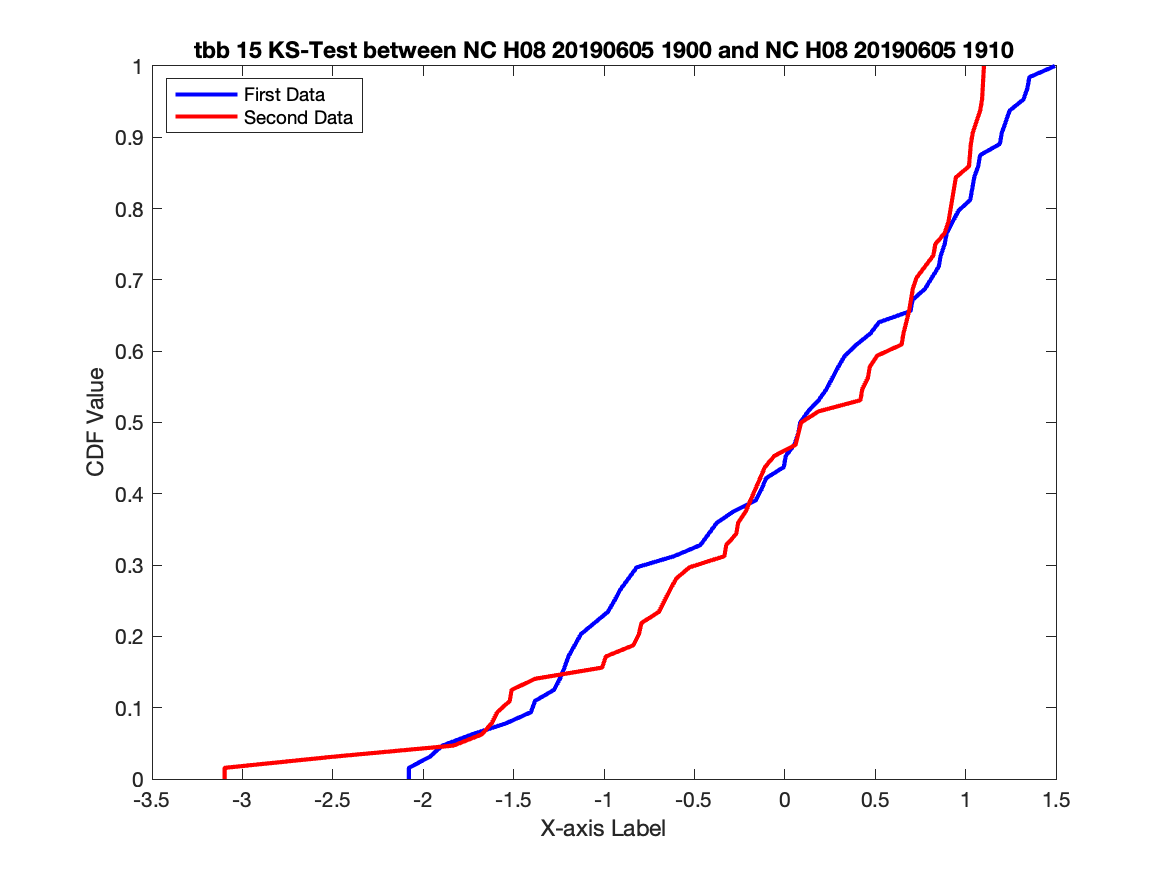 tbb 15 KS-Test between NC H08 20190605 1900 and NC H08 20190605 1910
First Data
Second Data
1
0.9
0.8
0.7
0.6
0.5
0.4
0.3
0.2
0.1
0
CDF Value
-3.5 -3 -2.5 -2 -1.5 -1 -0.5 0 0.5 1 1.5
X-axis Label